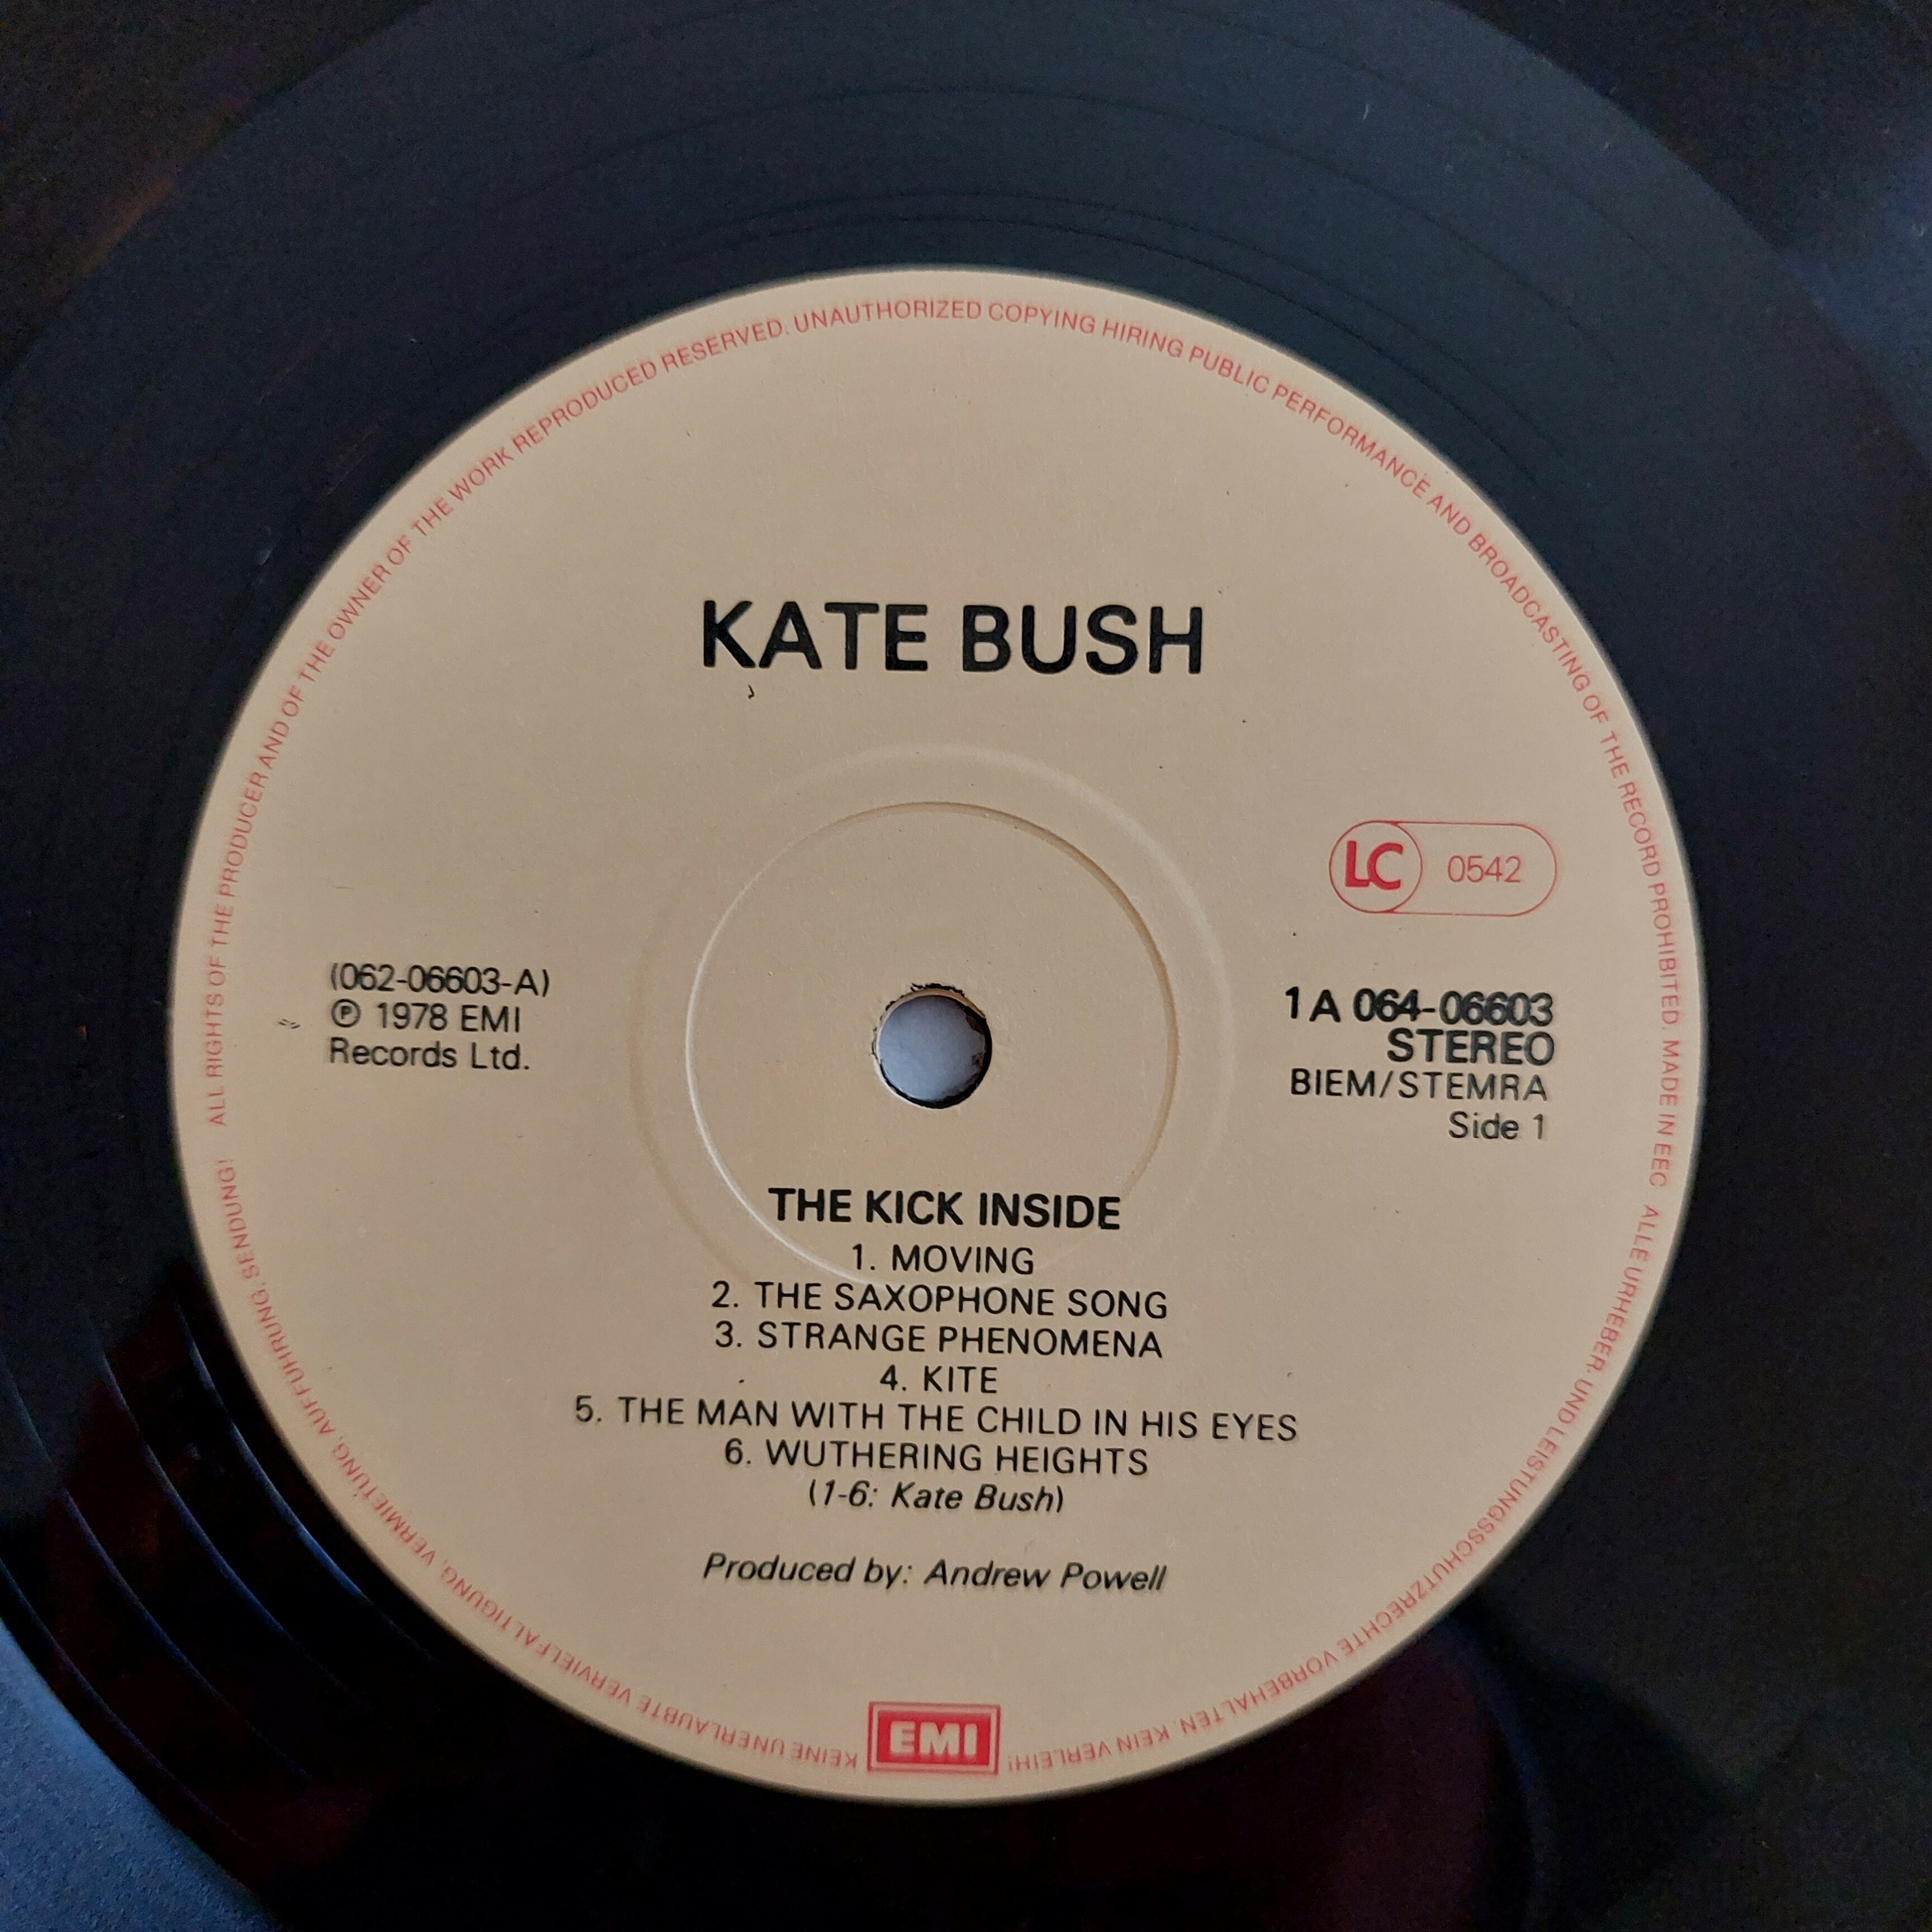 ALL RIGHTS OF THE PRODUCER AND OF THE OWNER OF THE WORK REPRODUCED RESERVED. UNAUTHORIZED COPYING HIRING PUBLIC PERFORMANCE AND BROADCASTING OF THE RECORD PROHIBITED. MADE IN EEC
KATE BUSH
LC 0542
(062-06603-A)
℗ 1978 EMI
Records Ltd.
1A 064-06603
STEREO
BIEM/STEMRA
Side 1
THE KICK INSIDE
1. MOVING
2. THE SAXOPHONE SONG
3. STRANGE PHENOMENA
4. KITE
5. THE MAN WITH THE CHILD IN HIS EYES
6. WUTHERING HEIGHTS
(1-6: Kate Bush)
Produced by: Andrew Powell
EMI
ALLE URHEBER- UND LEISTUNGSSCHUTZRECHTE VORBEHALTEN. KEIN VERLEIH! KEINE UNERLAUBTE VERVIELFALTIGUNG, VERMIETUNG, AUFFUHRUNG, SENDUNG!